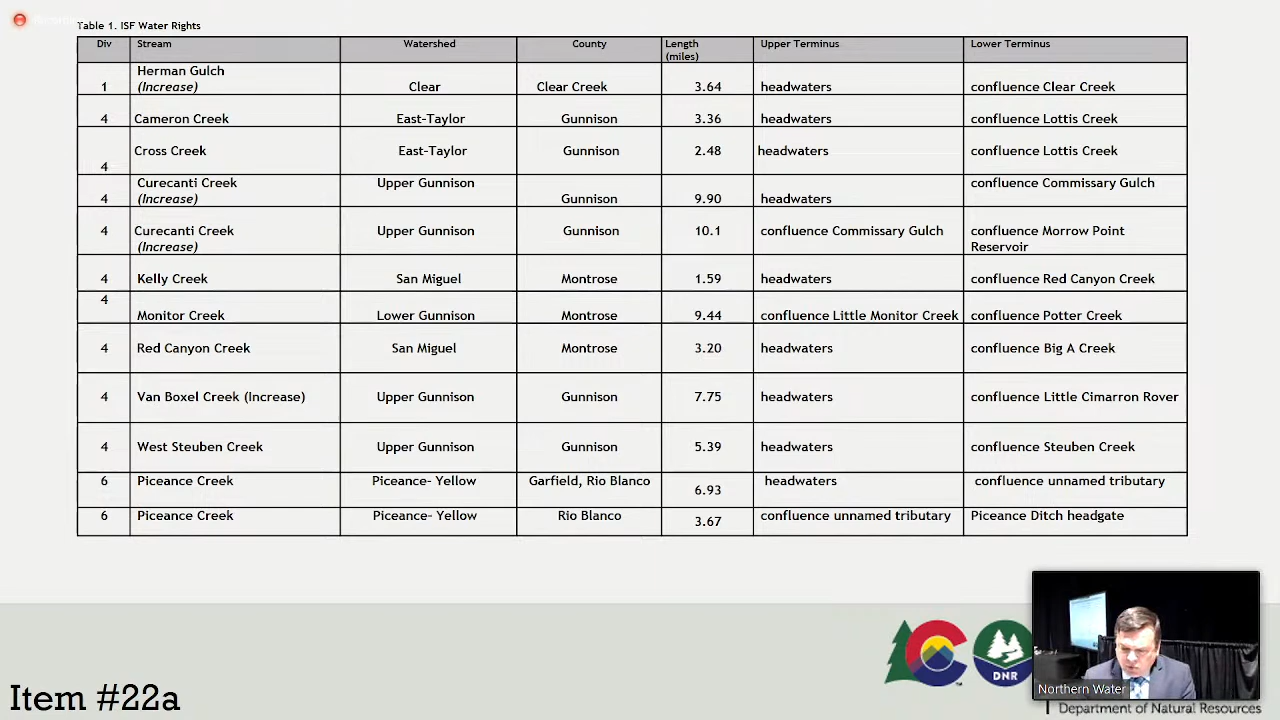 Table 1. ISF Water Rights
Div Stream Watershed County Length (miles) Upper Terminus Lower Terminus
1 Herman Gulch (Increase) Clear Clear Creek 3.64 headwaters confluence Clear Creek
4 Cameron Creek East-Taylor Gunnison 3.36 headwaters confluence Lottis Creek
4 Cross Creek East-Taylor Gunnison 2.48 headwaters confluence Lottis Creek
4 Curecanti Creek (Increase) Upper Gunnison Gunnison 9.90 headwaters confluence Commissary Gulch
4 Curecanti Creek (Increase) Upper Gunnison Gunnison 10.1 confluence Commissary Gulch confluence Morrow Point Reservoir
4 Kelly Creek San Miguel Montrose 1.59 headwaters confluence Red Canyon Creek
4 Monitor Creek Lower Gunnison Montrose 9.44 confluence Little Monitor Creek confluence Potter Creek
4 Red Canyon Creek San Miguel Montrose 3.20 headwaters confluence Big A Creek
4 Van Boxel Creek (Increase) Upper Gunnison Gunnison 7.75 headwaters confluence Little Cimarron Rover
4 West Steuben Creek Upper Gunnison Gunnison 5.39 headwaters confluence Steuben Creek
6 Piceance Creek Piceance- Yellow Garfield, Rio Blanco 6.93 headwaters confluence unnamed tributary
6 Piceance Creek Piceance- Yellow Rio Blanco 3.67 confluence unnamed tributary Piceance Ditch headgate
DNR
Northern Water
Department of Natural Resources
Item #22a